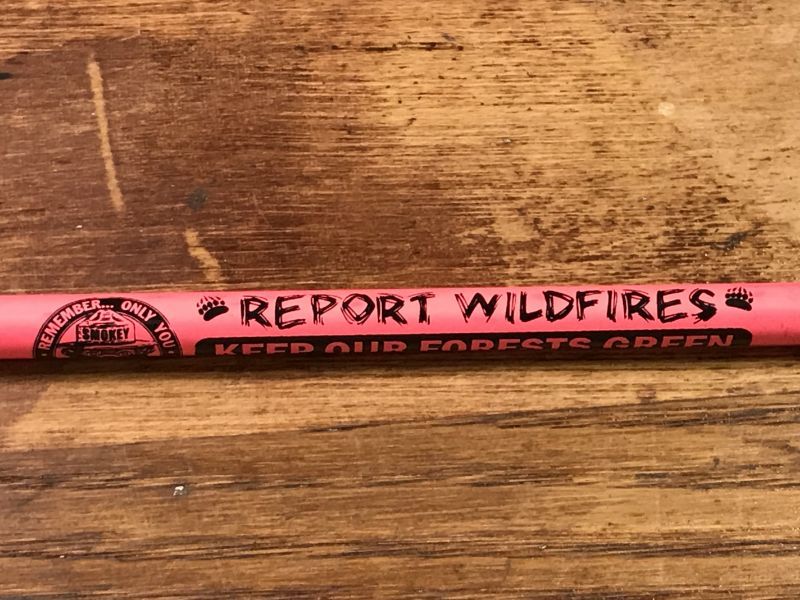 REMEMBER... ONLY YOU
SMOKEY
REPORT WILDFIRES
KEEP OUR FORESTS GREEN